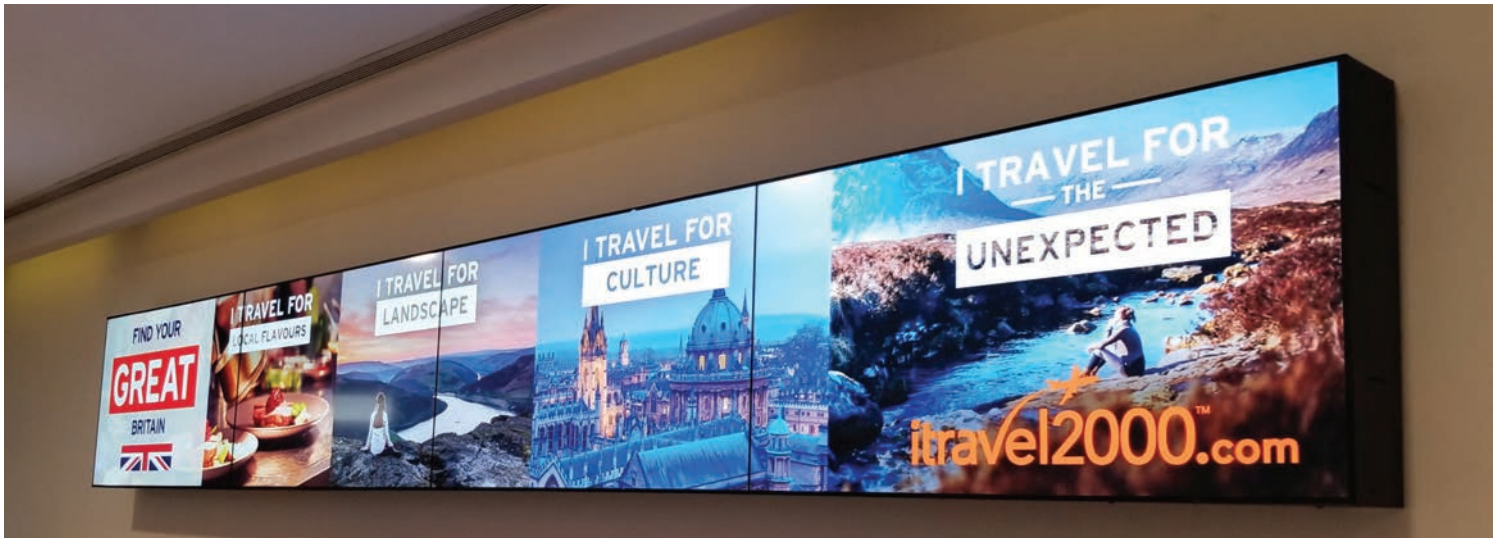 FIND YOUR
GREAT
BRITAIN
I TRAVEL FOR
LOCAL FLAVOURS
I TRAVEL FOR
LANDSCAPE
I TRAVEL FOR
CULTURE
I TRAVEL FOR
THE
UNEXPECTED
itravel2000.com™